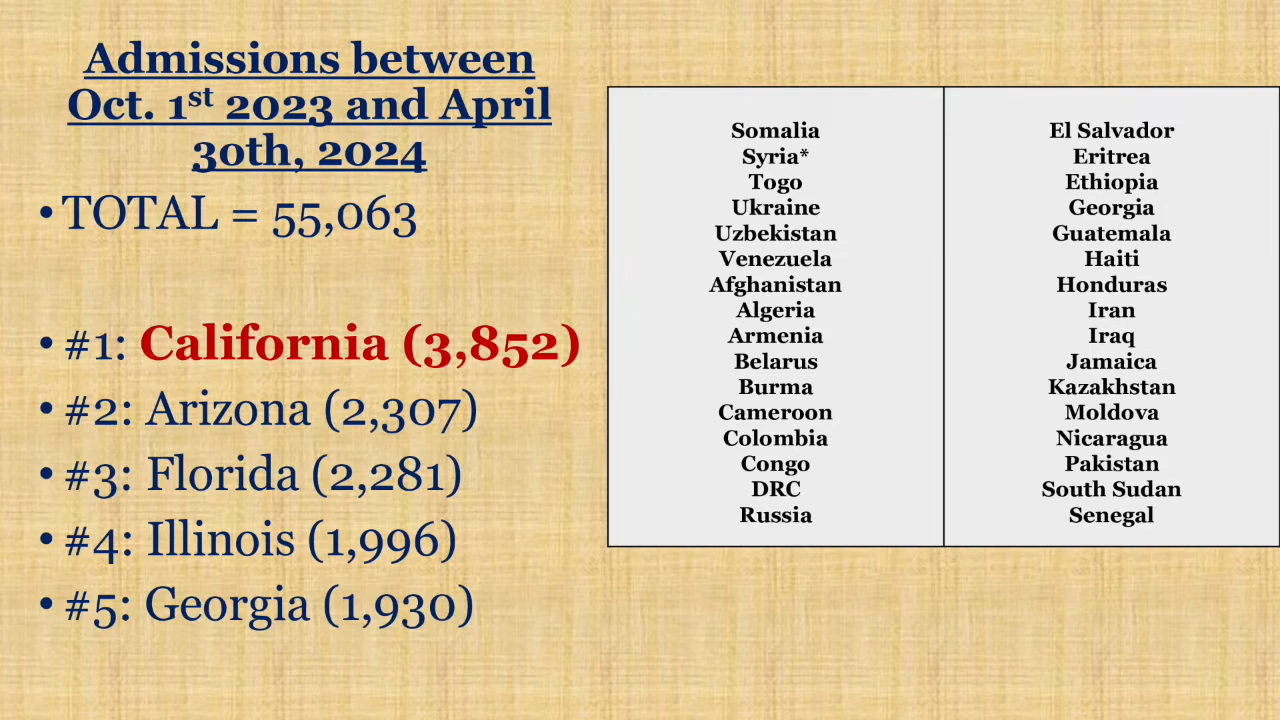 Admissions between
Oct. 1st 2023 and April
30th, 2024
• TOTAL = 55,063
• #1: California (3,852)
• #2: Arizona (2,307)
• #3: Florida (2,281)
• #4: Illinois (1,996)
• #5: Georgia (1,930)
Somalia
Syria*
Togo
Ukraine
Uzbekistan
Venezuela
Afghanistan
Algeria
Armenia
Belarus
Burma
Cameroon
Colombia
Congo
DRC
Russia
El Salvador
Eritrea
Ethiopia
Georgia
Guatemala
Haiti
Honduras
Iran
Iraq
Jamaica
Kazakhstan
Moldova
Nicaragua
Pakistan
South Sudan
Senegal